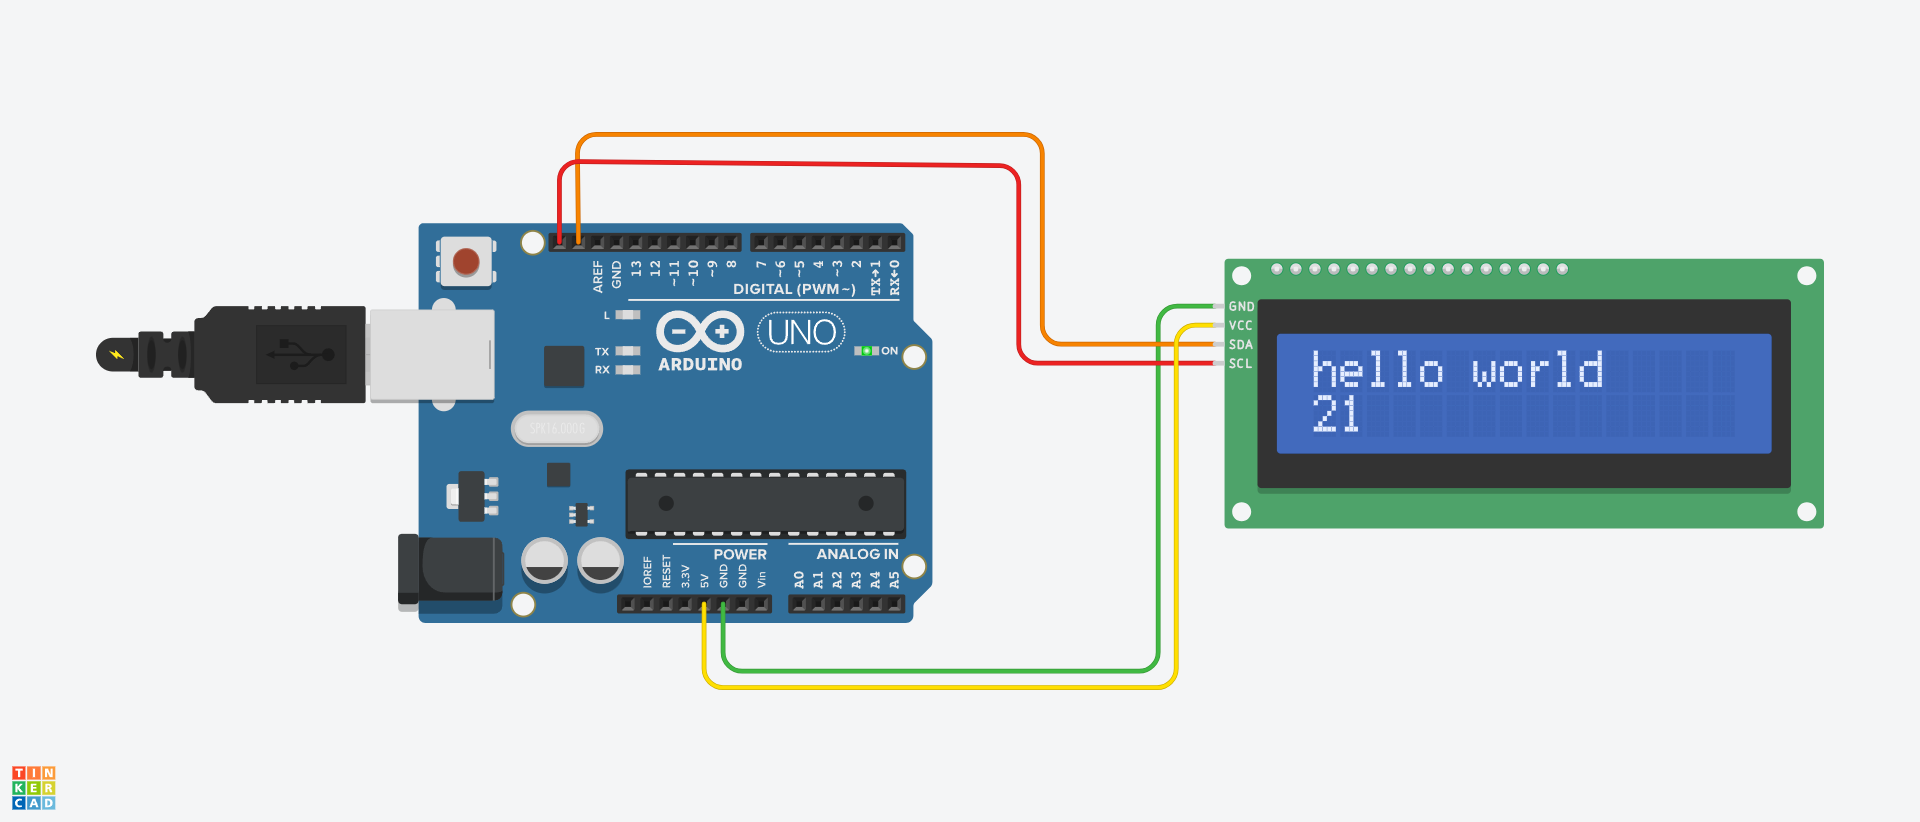 AREF
GND
13
12
~11
~10
~9
8
7
~6
~5
4
~3
2
TX→1
RX←0
DIGITAL (PWM~)
L
TX
RX
ARDUINO
UNO
ON
SPK16.000G
POWER
ANALOG IN
IOREF
RESET
3.3V
5V
GND
GND
Vin
A0
A1
A2
A3
A4
A5
GND
VCC
SDA
SCL
hello world
21
TIN
KER
CAD